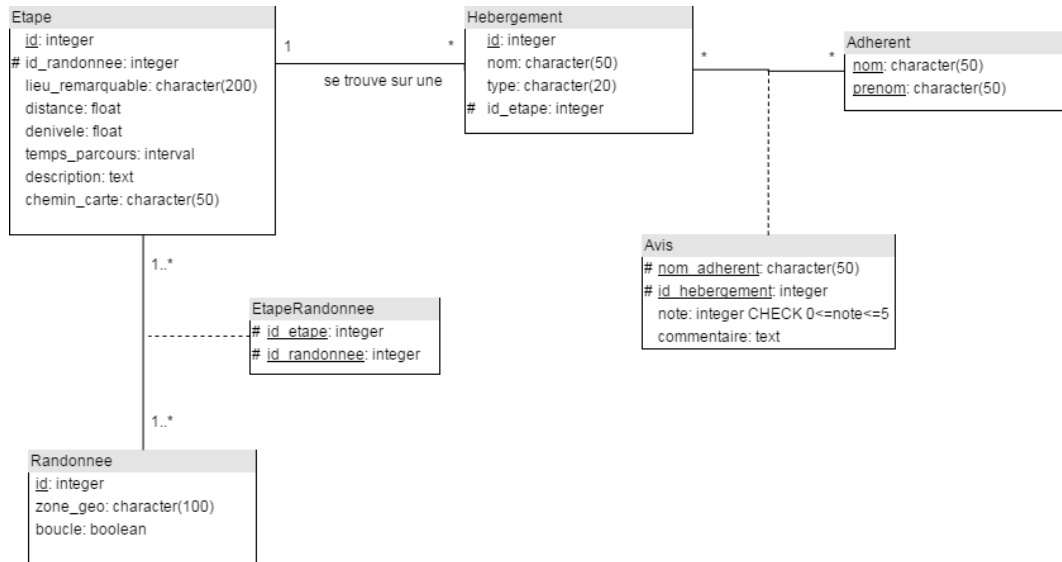 Etape
id: integer
# id_randonnee: integer
lieu_remarquable: character(200)
distance: float
denivele: float
temps_parcours: interval
description: text
chemin_carte: character(50)
1
*
se trouve sur une
Hebergement
id: integer
nom: character(50)
type: character(20)
# id_etape: integer
*
*
Adherent
nom: character(50)
prenom: character(50)
Avis
# nom_adherent: character(50)
# id_hebergement: integer
note: integer CHECK 0<=note<=5
commentaire: text
1..*
EtapeRandonnee
# id_etape: integer
# id_randonnee: integer
1..*
Randonnee
id: integer
zone_geo: character(100)
boucle: boolean